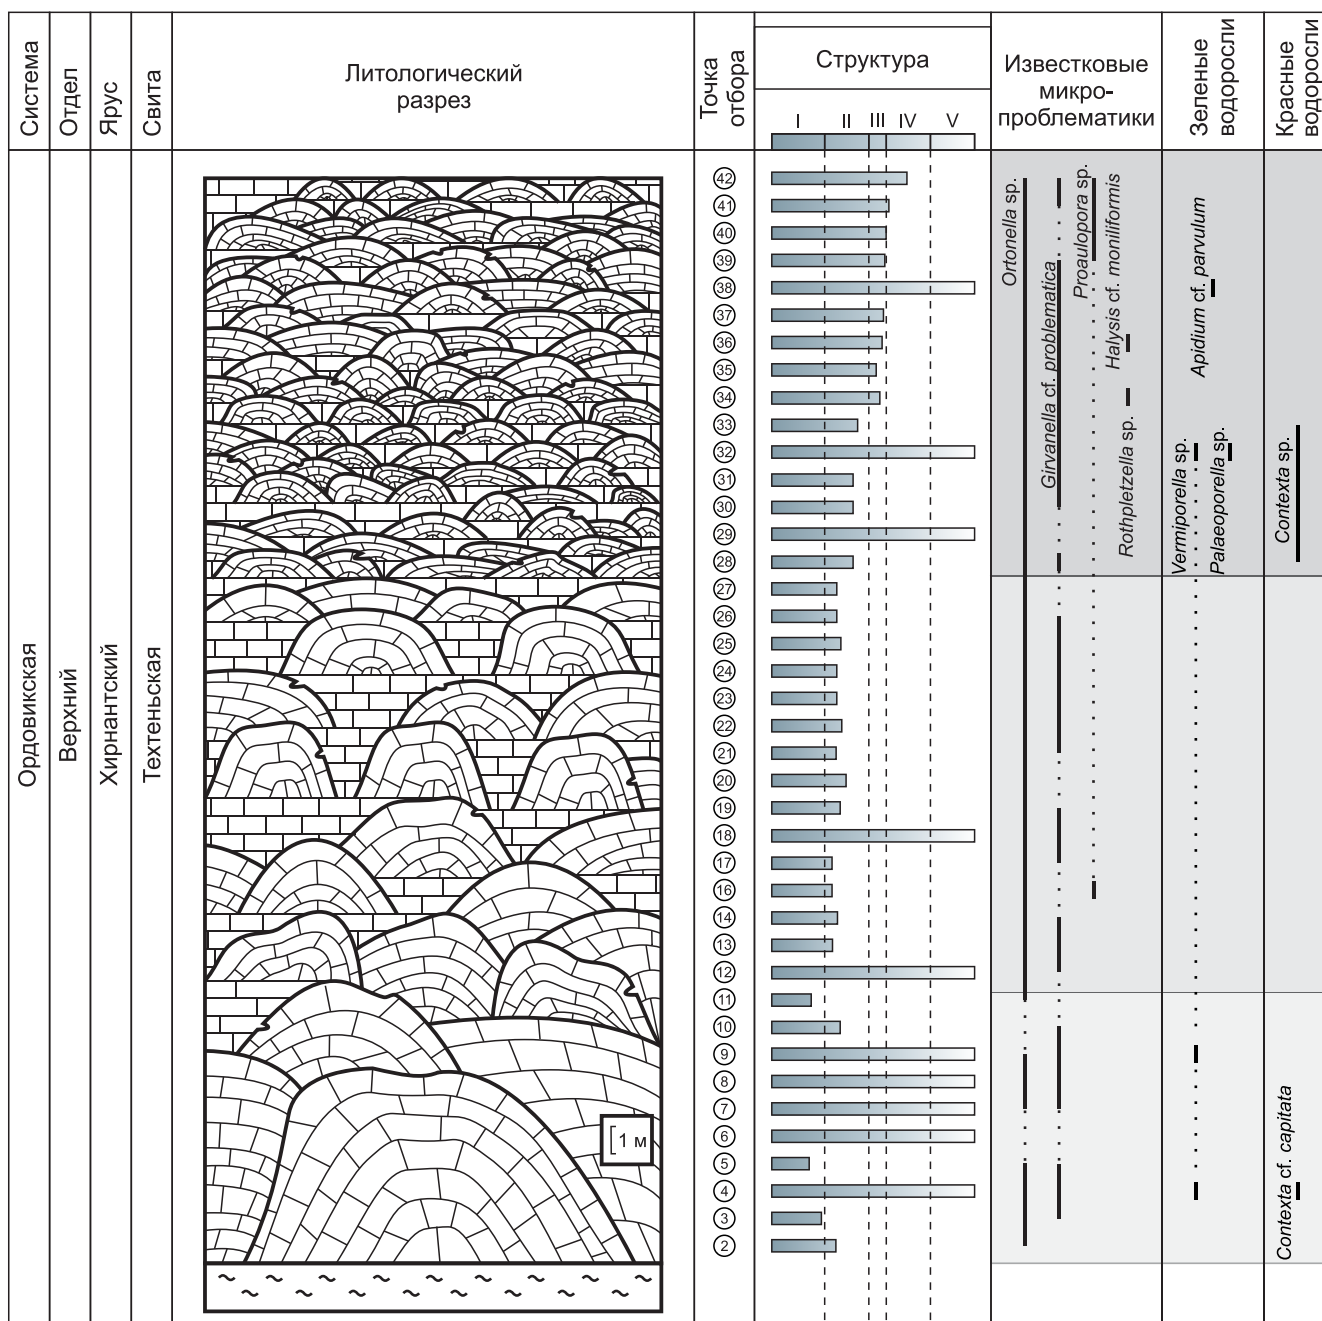 Система
Отдел
Ярус
Свита
Литологический
разрез
Точка
отбора
Структура
I II III IV V
Известковые
микро-
проблематики
Зеленые
водоросли
Красные
водоросли
Ордовикская
Верхний
Хирнантский
Техтеньская
1 м
42
41
40
39
38
37
36
35
34
33
32
31
30
29
28
27
26
25
24
23
22
21
20
19
18
17
16
14
13
12
11
10
9
8
7
6
5
4
3
2
Ortonella sp.
Girvanella cf. problematica
Proaulopora sp.
Halysis cf. moniliformis
Rothpletzella sp.
Vermiporella sp.
Apidium cf. parvulum
Palaeoporella sp.
Contexta sp.
Contexta cf. capitata